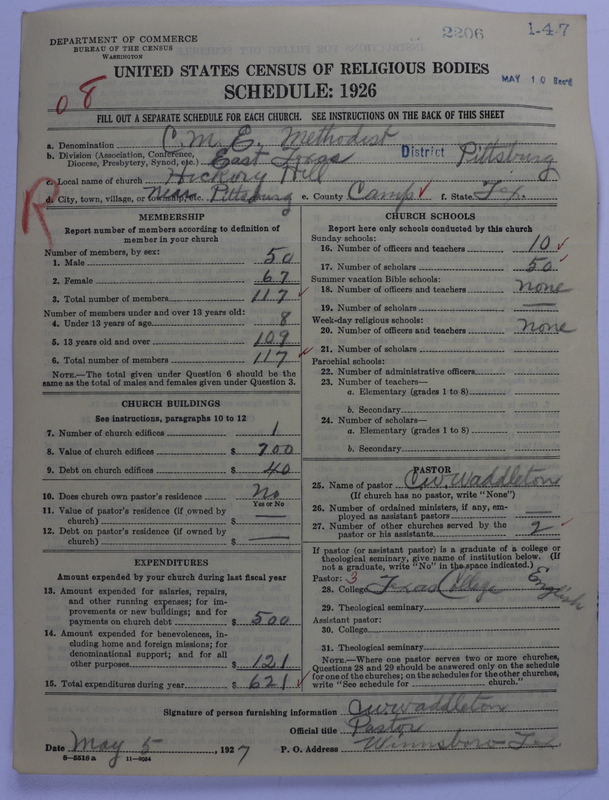 2206
1-4-7
DEPARTMENT OF COMMERCE
BUREAU OF THE CENSUS
WASHINGTON
UNITED STATES CENSUS OF RELIGIOUS BODIES
SCHEDULE: 1926
MAY 10 Rec'd
08
FILL OUT A SEPARATE SCHEDULE FOR EACH CHURCH. SEE INSTRUCTIONS ON THE BACK OF THIS SHEET
a. Denomination C. M. E. Methodist
b. Division (Association, Conference, Diocese, Presbytery, Synod, etc.) East Texas District Pittsburg
c. Local name of church Hickory Hill
d. City, town, village, or township, etc. Near Pittsburg e. County Camp f. State Tex.
R
MEMBERSHIP
Report number of members according to definition of
member in your church
Number of members, by sex:
1. Male 50
2. Female 67
3. Total number of members 117
Number of members under and over 13 years old:
4. Under 13 years of age 8
5. 13 years old and over 109
6. Total number of members 117
NOTE.—The total given under Question 6 should be
same as the total of males and females given under Question 3.
CHURCH BUILDINGS
See instructions, paragraphs 10 to 12
7. Number of church edifices 1
8. Value of church edifices $ 700
9. Debt on church edifices $ 40
10. Does church own pastor's residence No
Yes or No
11. Value of pastor's residence (if owned by
church) $ —
12. Debt on pastor's residence (if owned by
church) $ —
EXPENDITURES
Amount expended by your church during last fiscal year
13. Amount expended for salaries, repairs,
and other running expenses; for im-
provements or new buildings; and for
payments on church debt $ 500
14. Amount expended for benevolences, in-
cluding home and foreign missions; for
denominational support; and for all
other purposes $ 121
15. Total expenditures during year $ 621
CHURCH SCHOOLS
Report here only schools conducted by this church
Sunday schools:
16. Number of officers and teachers 10
17. Number of scholars 50
Summer vacation Bible schools:
18. Number of officers and teachers none
19. Number of scholars —
Week-day religious schools:
20. Number of officers and teachers none
21. Number of scholars
Parochial schools:
22. Number of administrative officers
23. Number of teachers—
a. Elementary (grades 1 to 8)
b. Secondary
24. Number of scholars—
a. Elementary (grades 1 to 8)
b. Secondary
PASTOR
25. Name of pastor C.W. Waddleton
(If church has no pastor, write "None")
26. Number of ordained ministers, if any, em-
ployed as assistant pastors —
27. Number of other churches served by the
pastor or his assistants 2
If pastor (or assistant pastor) is a graduate of a college or
theological seminary, give name of institution below. (If
not a graduate, write "No" in the space indicated.)
Pastor: 3
28. College Texas College English
29. Theological seminary
Assistant pastor:
30. College
31. Theological seminary
NOTE.—Where one pastor serves two or more churches,
Questions 28 and 29 should be answered only on the schedule
for one of the churches; on the schedules for the other churches,
write "See schedule for church."
Signature of person furnishing information C W Waddleton
Official title Pastor
Date May 5, 1927 P. O. Address Winnsboro Tex
8—5518 a 11—9034